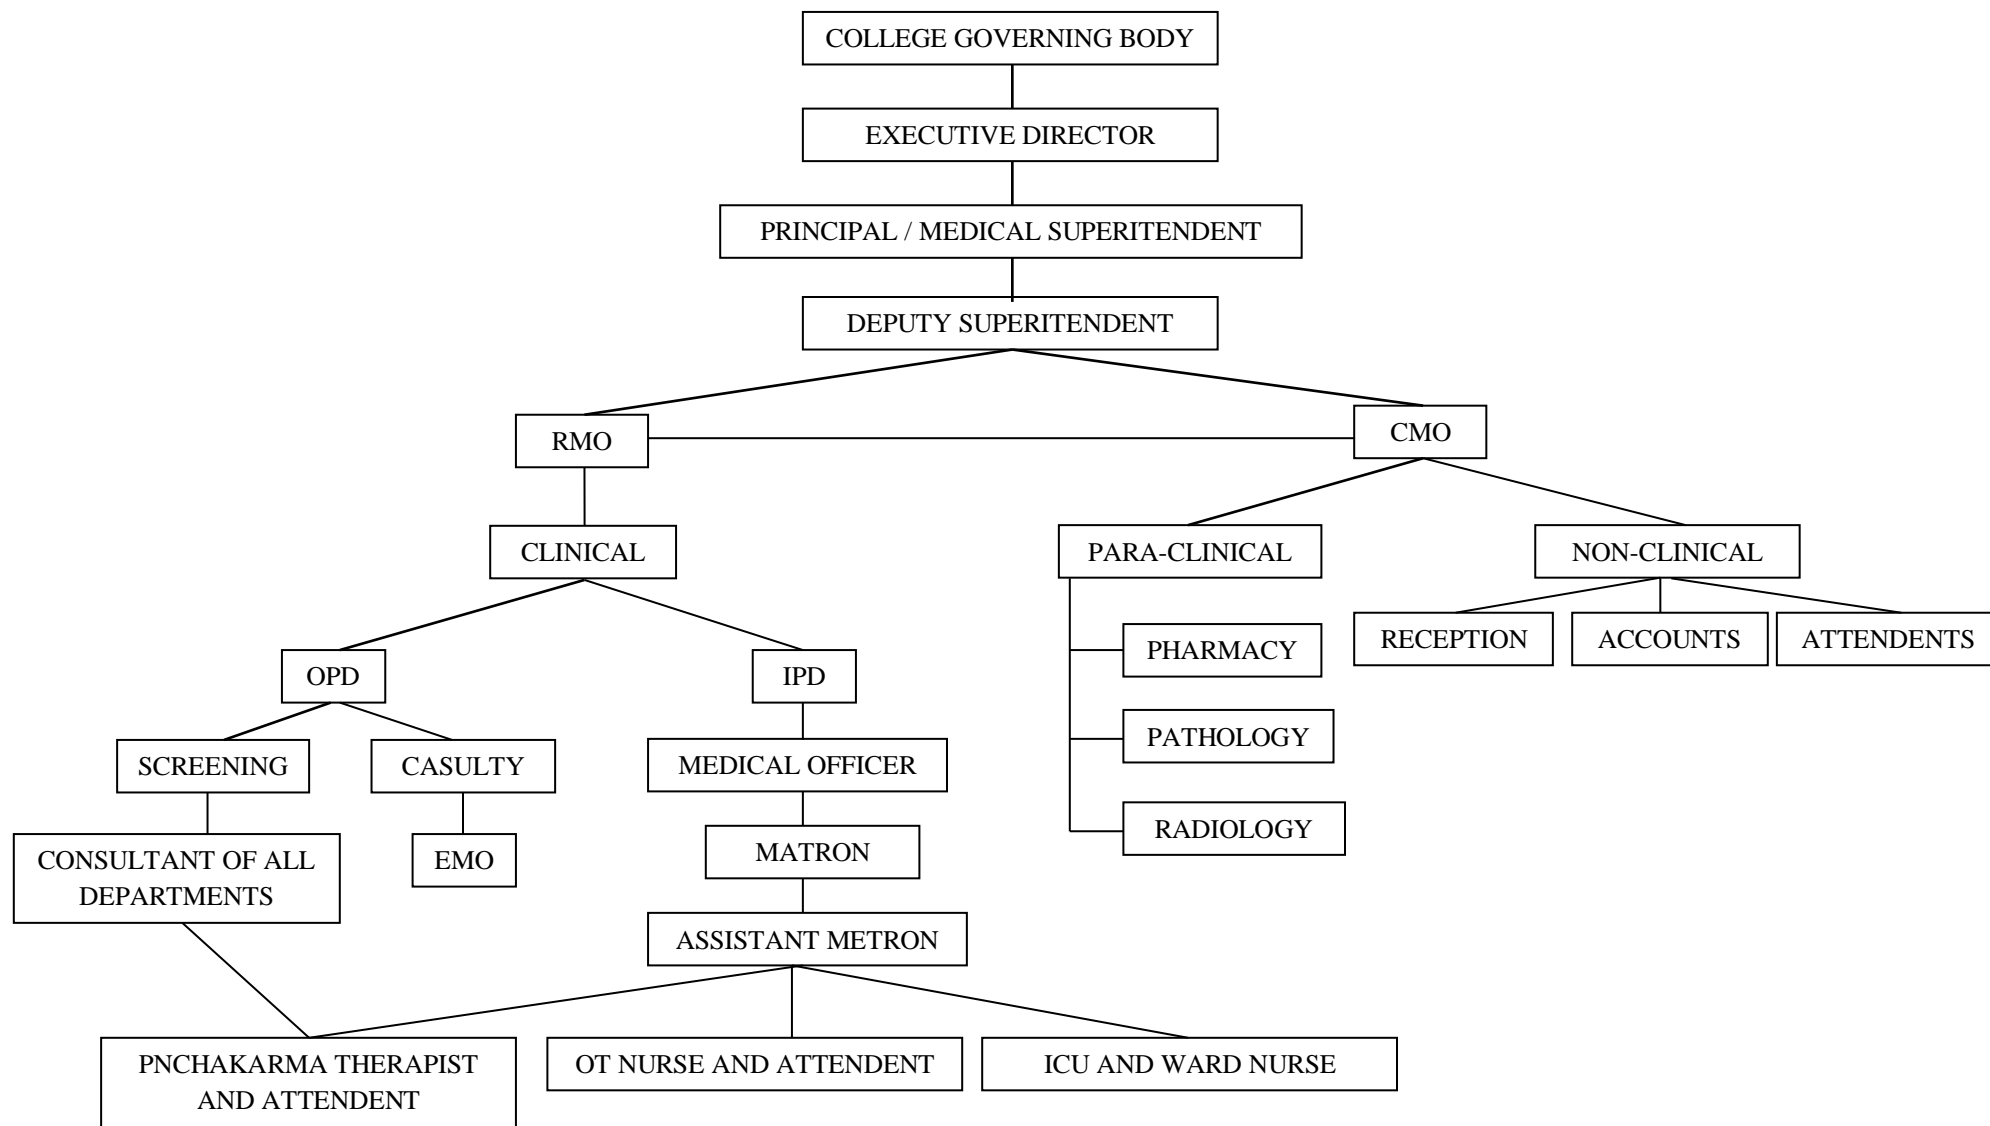 COLLEGE GOVERNING BODY
EXECUTIVE DIRECTOR
PRINCIPAL / MEDICAL SUPERITENDENT
DEPUTY SUPERITENDENT
RMO
CMO
CLINICAL
PARA-CLINICAL
NON-CLINICAL
RECEPTION
ACCOUNTS
ATTENDENTS
PHARMACY
OPD
IPD
PATHOLOGY
SCREENING
CASULTY
MEDICAL OFFICER
RADIOLOGY
CONSULTANT OF ALL
DEPARTMENTS
EMO
MATRON
ASSISTANT METRON
PNCHAKARMA THERAPIST
AND ATTENDENT
OT NURSE AND ATTENDENT
ICU AND WARD NURSE